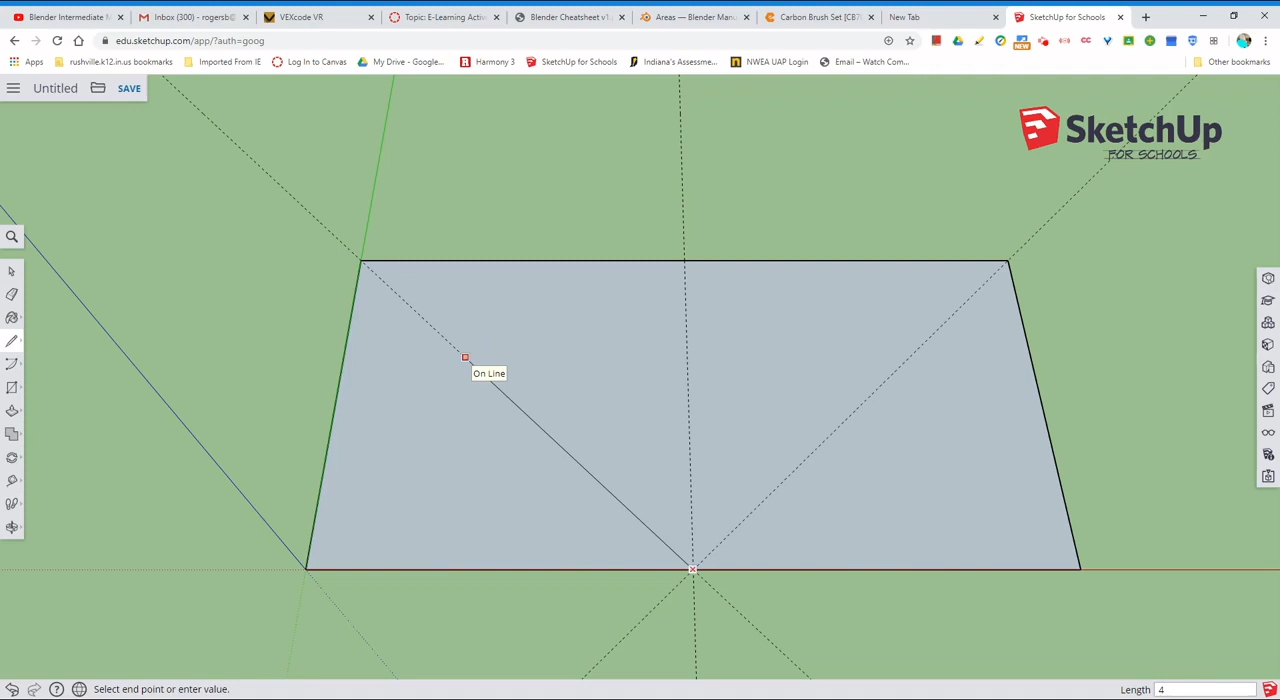 Blender Intermediate M
Inbox (300) - rogersb@
VEXcode VR
Topic: E-Learning Activ
Blender Cheatsheet v1.
Areas — Blender Manu
Carbon Brush Set [CB70
New Tab
SketchUp for Schools
edu.sketchup.com/app/?auth=goog
NEW
CC
Apps
rushville.k12.in.us bookmarks
Imported From IE
Log In to Canvas
My Drive - Google...
Harmony 3
SketchUp for Schools
Indiana's Assessme...
NWEA UAP Login
Email – Watch Com...
Other bookmarks
Untitled
SAVE
SketchUp
FOR SCHOOLS
On Line
Select end point or enter value.
Length 4